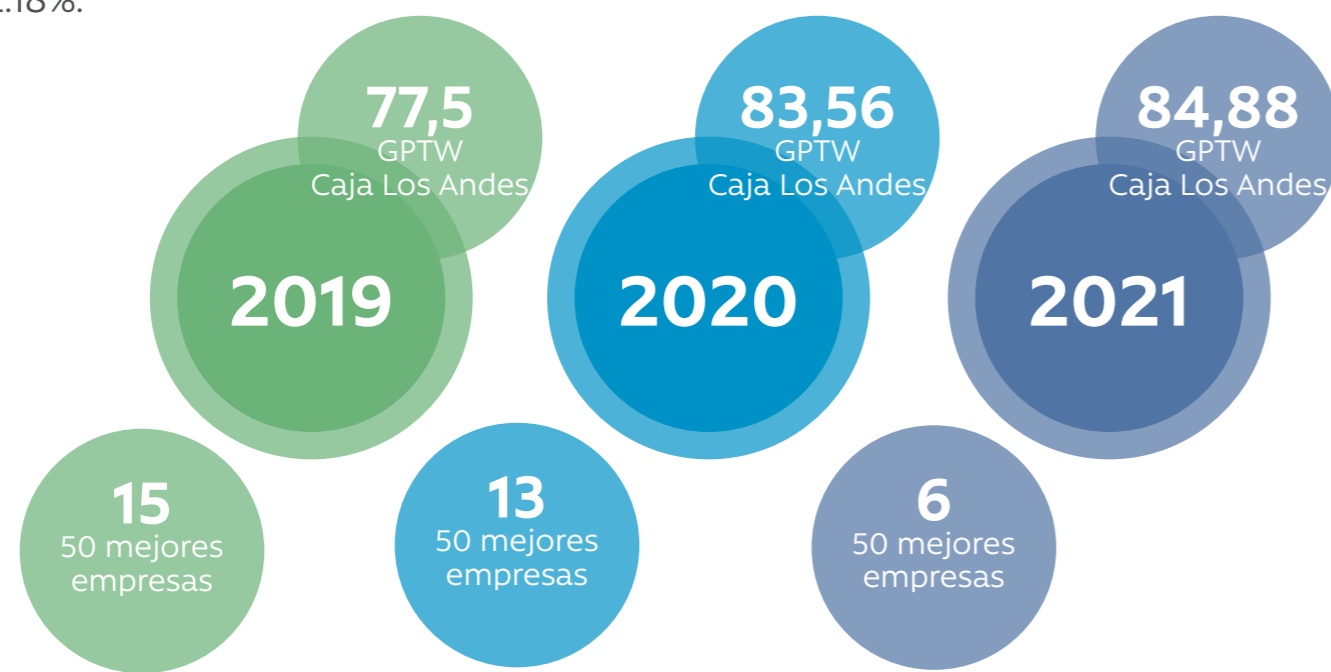 .18%.
77,5
GPTW
Caja Los Andes
2019
15
50 mejores
empresas
83,56
GPTW
Caja Los Andes
2020
13
50 mejores
empresas
84,88
GPTW
Caja Los Andes
2021
6
50 mejores
empresas